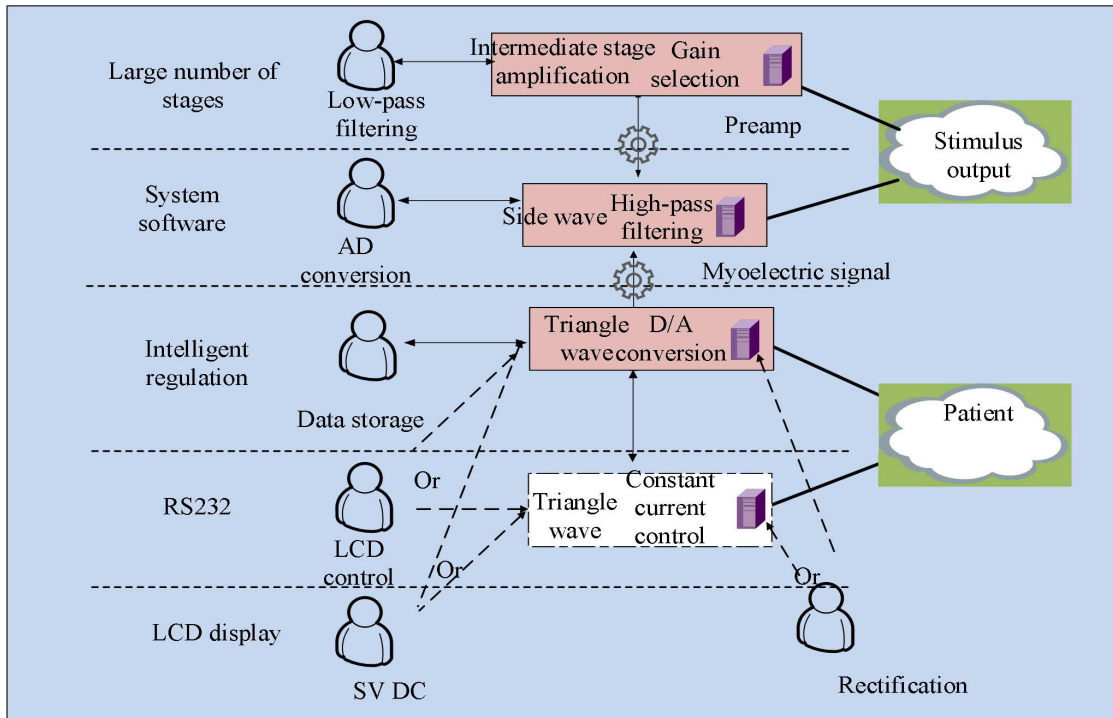 Large number of
stages
Low-pass
filtering
Intermediate stage
amplification
Gain
selection
Preamp
Stimulus
output
System
software
AD
conversion
Side wave
High-pass
filtering
Myoelectric signal
Intelligent
regulation
Data storage
Triangle
wave
D/A
conversion
Patient
RS232
LCD
control
Or
Or
Triangle
wave
Constant
current
control
Or
LCD display
SV DC
Rectification